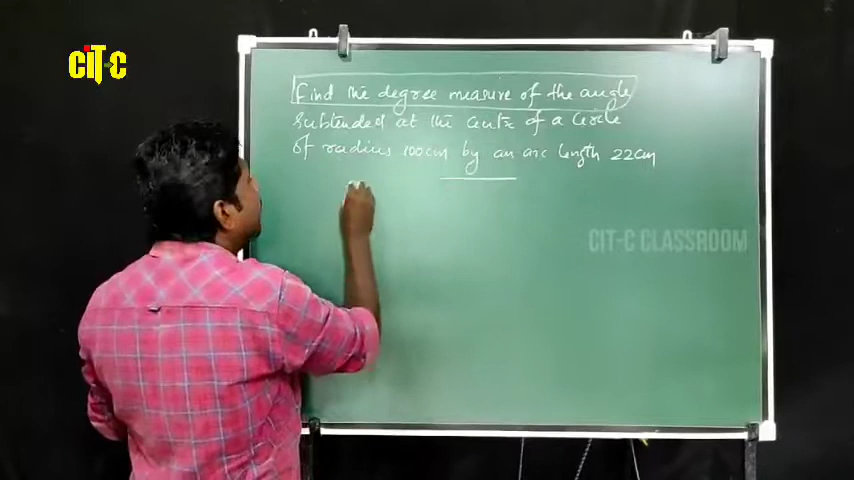 CiT-C
Find the degree measure of the angle
subtended at the centre of a circle
of radius 100cm by an arc length 22cm
CIT-C CLASSROOM